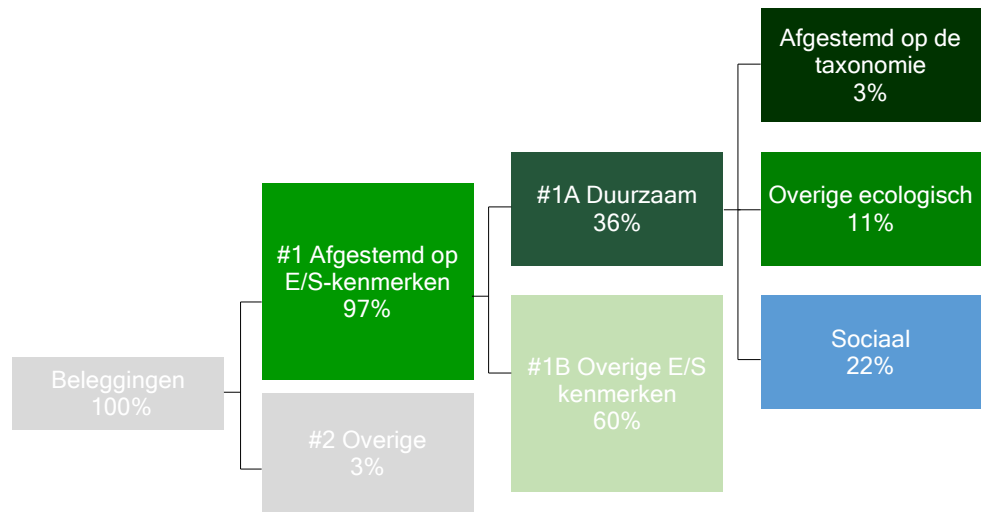 Beleggingen
100%
#1 Afgestemd op
E/S-kenmerken
97%
#2 Overige
3%
#1A Duurzaam
36%
#1B Overige E/S
kenmerken
60%
Afgestemd op de
taxonomie
3%
Overige ecologisch
11%
Sociaal
22%